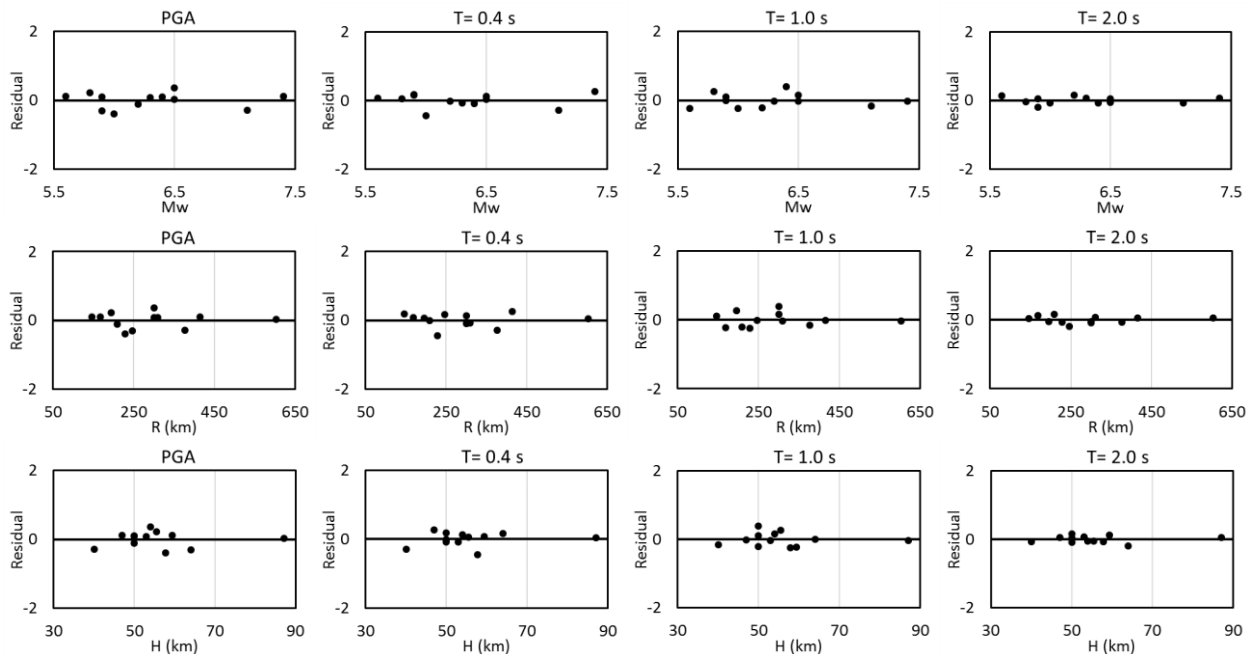 PGA T= 0.4 s T= 1.0 s T= 2.0 s
2 2 2 2
Residual Residual Residual Residual
0 0 0 0
-2 -2 -2 -2
5.5 6.5 7.5 5.5 6.5 7.5 5.5 6.5 7.5 5.5 6.5 7.5
Mw Mw Mw Mw
PGA T= 0.4 s T= 1.0 s T= 2.0 s
2 2 2 2
Residual Residual Residual Residual
0 0 0 0
-2 -2 -2 -2
50 250 450 650 50 250 450 650 50 250 450 650 50 250 450 650
R (km) R (km) R (km) R (km)
PGA T= 0.4 s T= 1.0 s T= 2.0 s
2 2 2 2
Residual Residual Residual Residual
0 0 0 0
-2 -2 -2 -2
30 50 70 90 30 50 70 90 30 50 70 90 30 50 70 90
H (km) H (km) H (km) H (km)